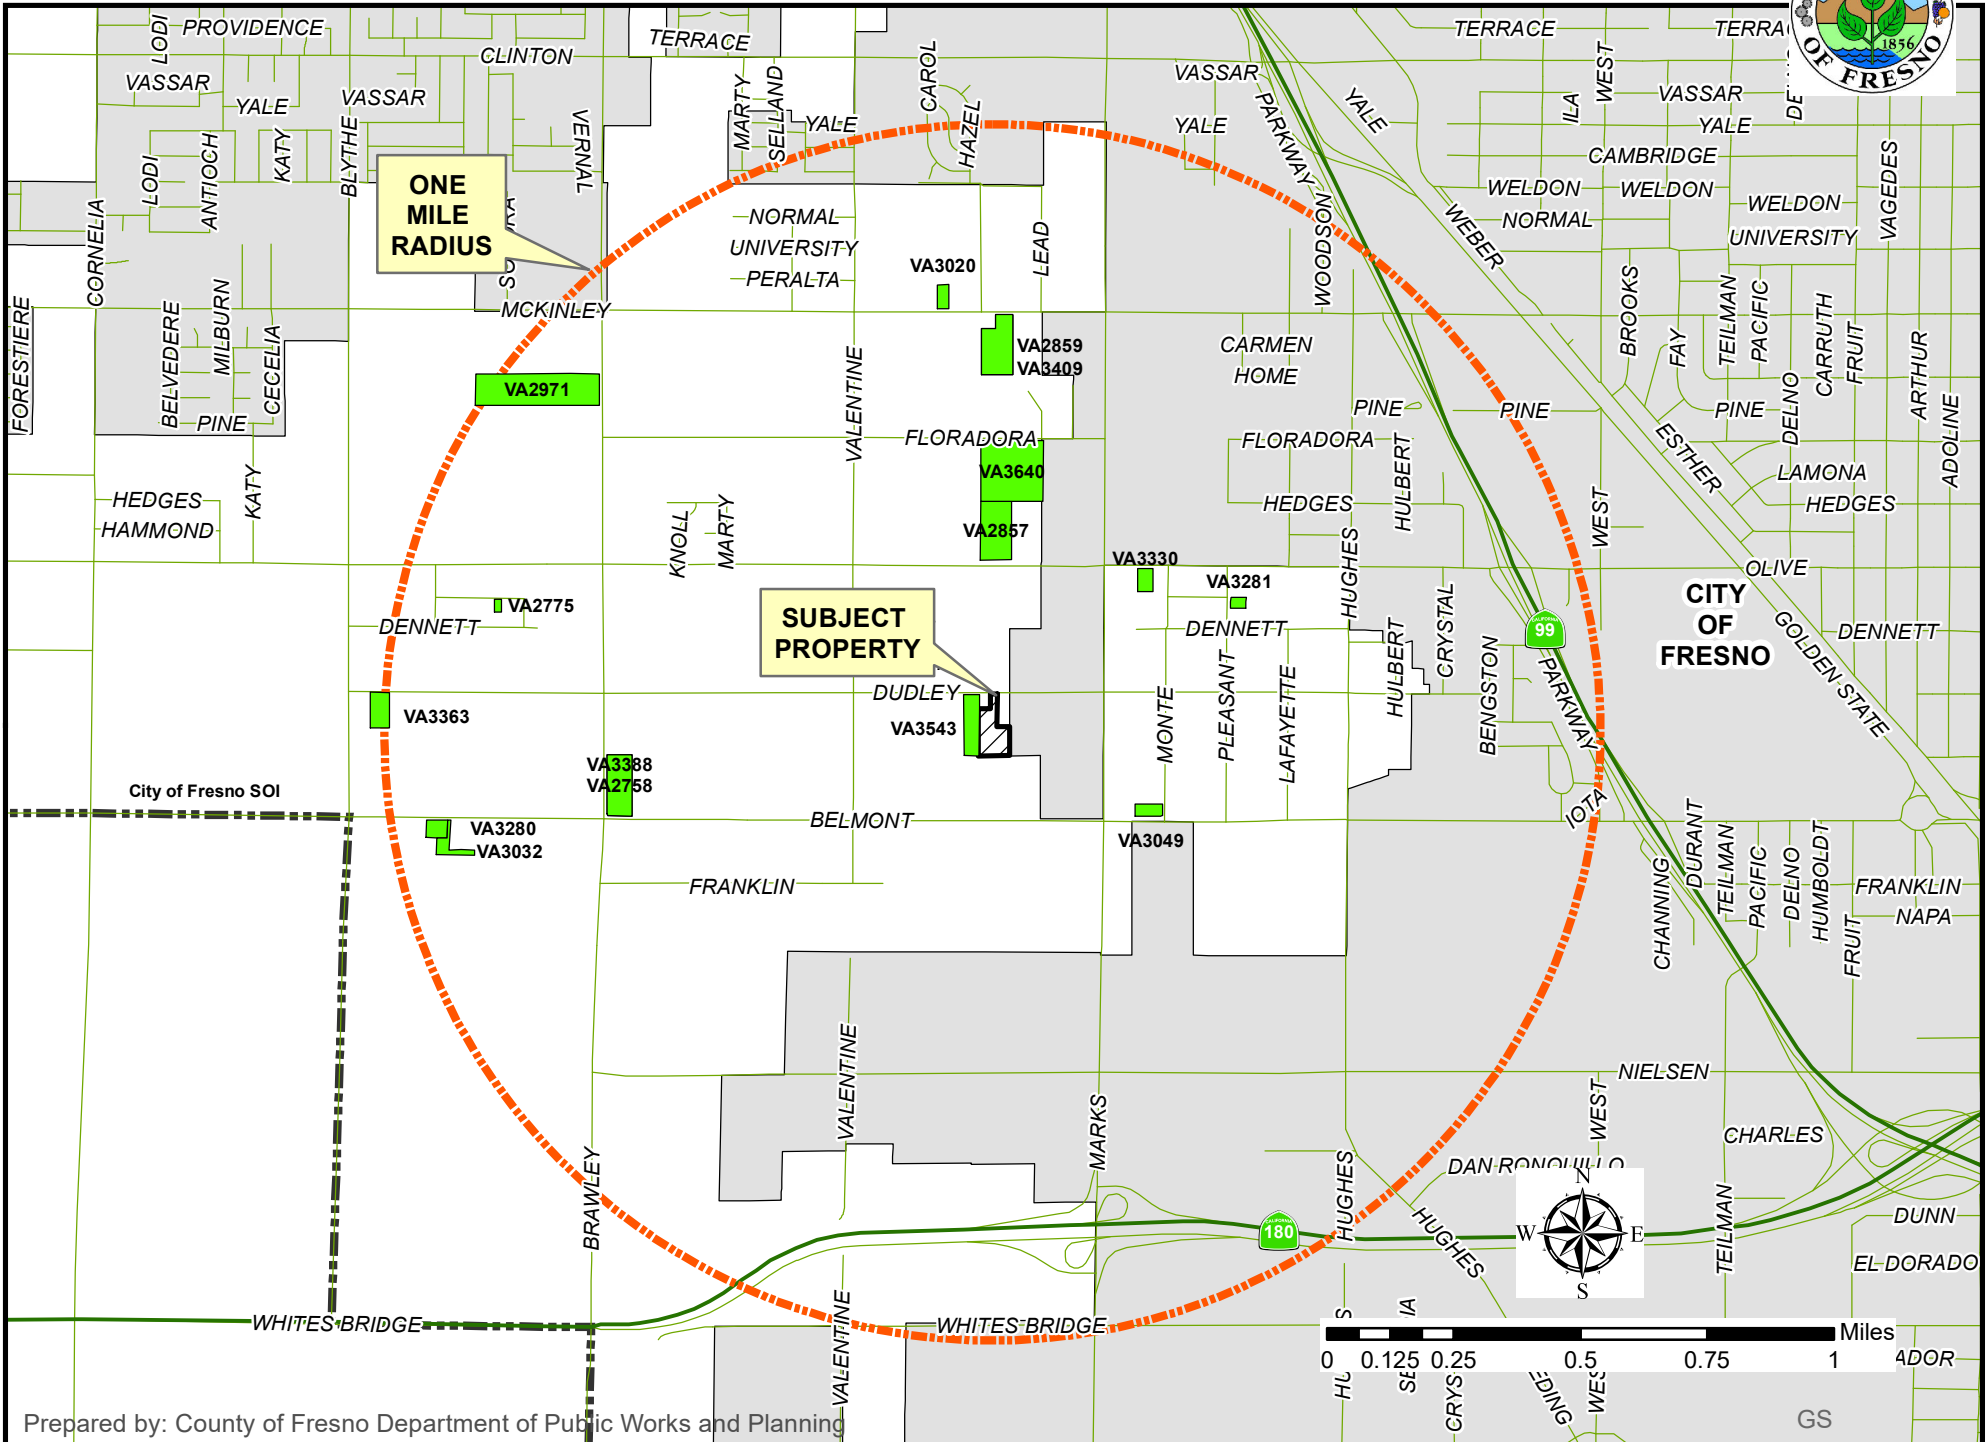 LODI
PROVIDENCE
CLINTON
TERRACE
TERRACE
1856
OF FRESNO
VASSAR
YALE
VASSAR
BLYTHE
VERNAL
MARTY
SELLAND
YALE
CAROL
HAZEL
VASSAR
YALE
PARKWAY
YALE
ILA
WEST
VASSAR
YALE
CAMBRIDGE
WELDON
WELDON
NORMAL
WELDON
UNIVERSITY
VAGEDES
LODI
ANTIOCH
KATY
CORNELIA
ONE
MILE
RADIUS
NORMAL
UNIVERSITY
PERALTA
LEAD
WOODSON
WEBER
VA3020
MCKINLEY
FORESTIERE
BELVEDERE
MILBURN
CECELIA
PINE
VA2971
VALENTINE
VA2859
VA3409
CARMEN
HOME
BROOKS
FAY
TEILMAN
PACIFIC
CARRUTH
FRUIT
ARTHUR
DELNO
ADOLINE
PINE
PINE
PINE
FLORADORA
FLORADORA
HULBERT
ESTHER
LAMONA
HEDGES
VA3640
HEDGES
HAMMOND
KATY
KNOLL
MARTY
VA2857
HEDGES
HUGHES
WEST
VA3330
VA3281
OLIVE
CITY
OF
FRESNO
VA2775
DENNETT
SUBJECT
PROPERTY
DENNETT
HULBERT
CRYSTAL
CALIFORNIA
99
GOLDEN STATE
DENNETT
DUDLEY
VA3363
VA3543
MONTE
PLEASANT
LAFAYETTE
BENGSTON
PARKWAY
VA3388
VA2758
City of Fresno SOI
BELMONT
IOTA
VA3280
VA3032
VA3049
FRANKLIN
CHANNING
DURANT
TEILMAN
PACIFIC
DELNO
HUMBOLDT
FRUIT
FRANKLIN
NAPA
VALENTINE
MARKS
NIELSEN
WEST
CHARLES
BRAWLEY
HUGHES
DAN RONQUILLO
N
W
E
S
HUGHES
TEILMAN
DUNN
EL DORADO
CALIFORNIA
180
WHITES BRIDGE
VALENTINE
WHITES BRIDGE
Miles
0 0.125 0.25 0.5 0.75 1
Prepared by: County of Fresno Department of Public Works and Planning
GS